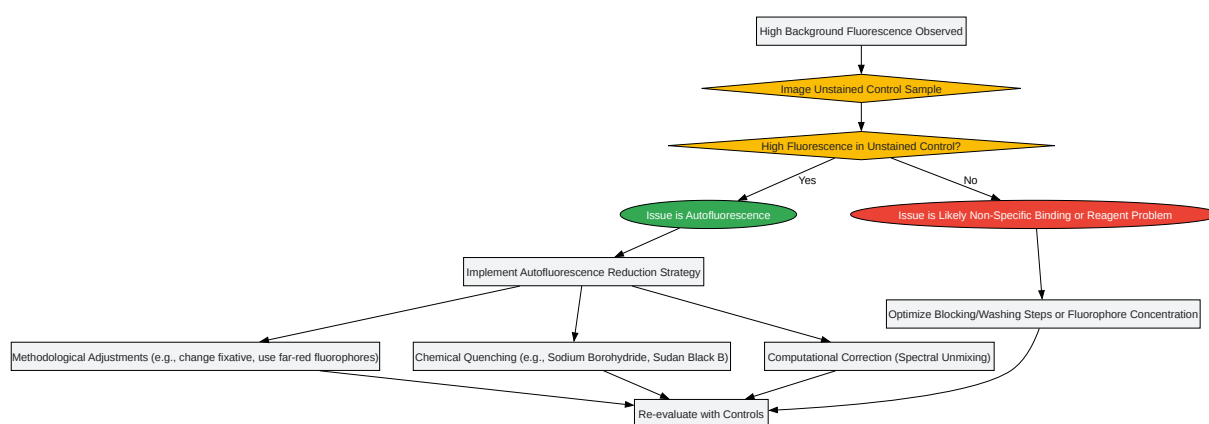 High Background Fluorescence Observed
Image Unstained Control Sample
High Fluorescence in Unstained Control?
Yes
No
Issue is Autofluorescence
Issue is Likely Non-Specific Binding or Reagent Problem
Implement Autofluorescence Reduction Strategy
Optimize Blocking/Washing Steps or Fluorophore Concentration
Methodological Adjustments (e.g., change fixative, use far-red fluorophores)
Chemical Quenching (e.g., Sodium Borohydride, Sudan Black B)
Computational Correction (Spectral Unmixing)
Re-evaluate with Controls